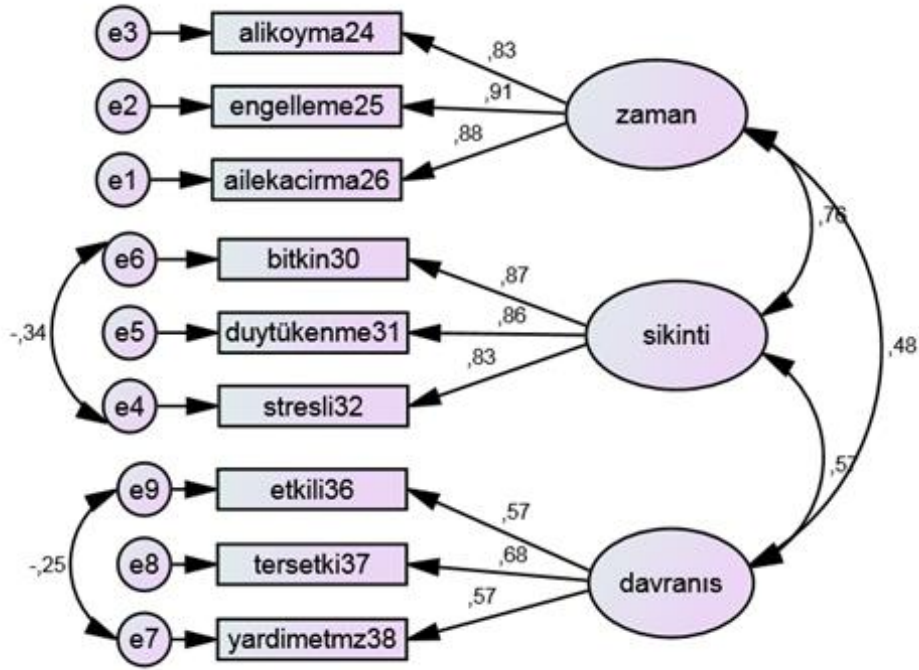 e3
alikoyma24
,83
e2
engelleme25
,91
zaman
e1
ailekacirma26
,88
,76
e6
bitkin30
,87
-,34
e5
duytükenme31
,86
sikinti
,48
e4
stresli32
,83
,57
e9
etkili36
,57
-,25
e8
tersetki37
,68
davranıs
e7
yardimetmz38
,57